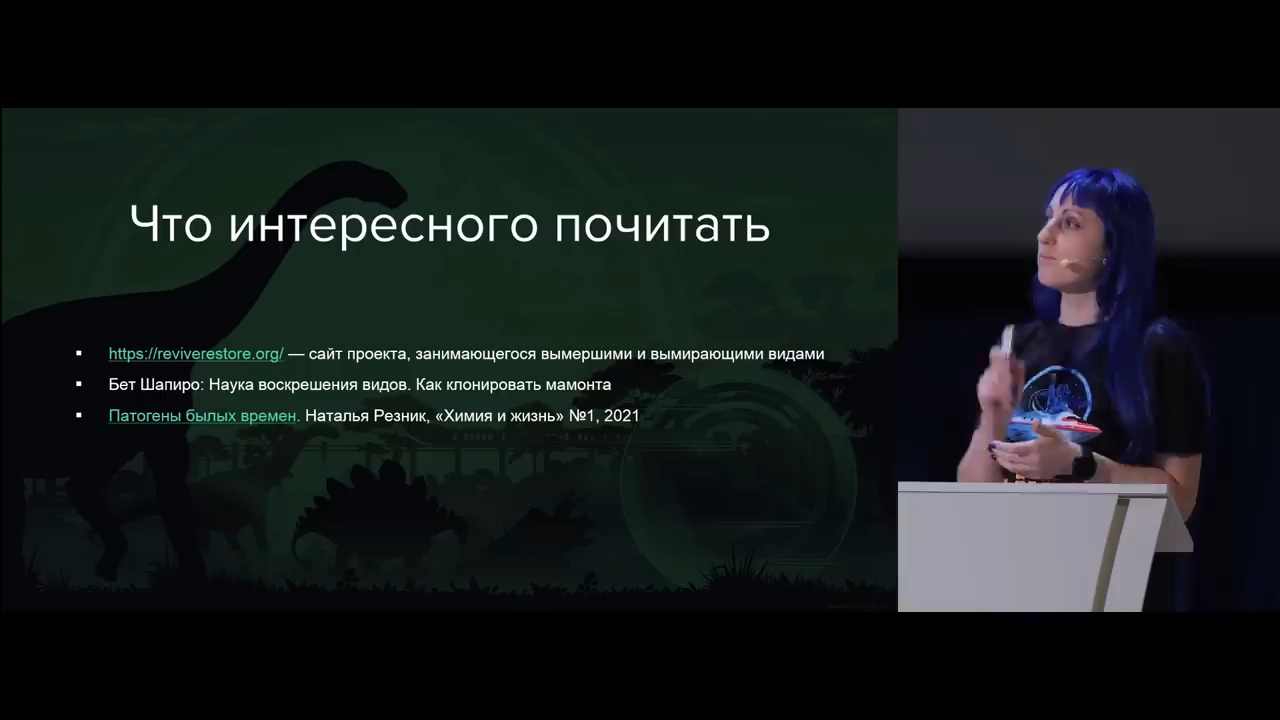 Что интересного почитать
https://reviverestore.org/ — сайт проекта, занимающегося вымершими и вымирающими видами
Бет Шапиро: Наука воскрешения видов. Как клонировать мамонта
Патогены былых времен. Наталья Резник, «Химия и жизнь» №1, 2021